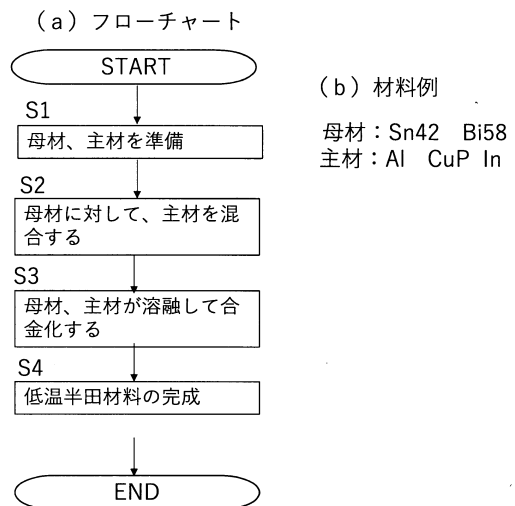 (a) フローチャート
START
S1
母材、主材を準備
S2
母材に対して、主材を混
合する
S3
母材、主材が溶融して合
金化する
S4
低温半田材料の完成
END
(b) 材料例
母材：Sn42 Bi58
主材：Al CuP In